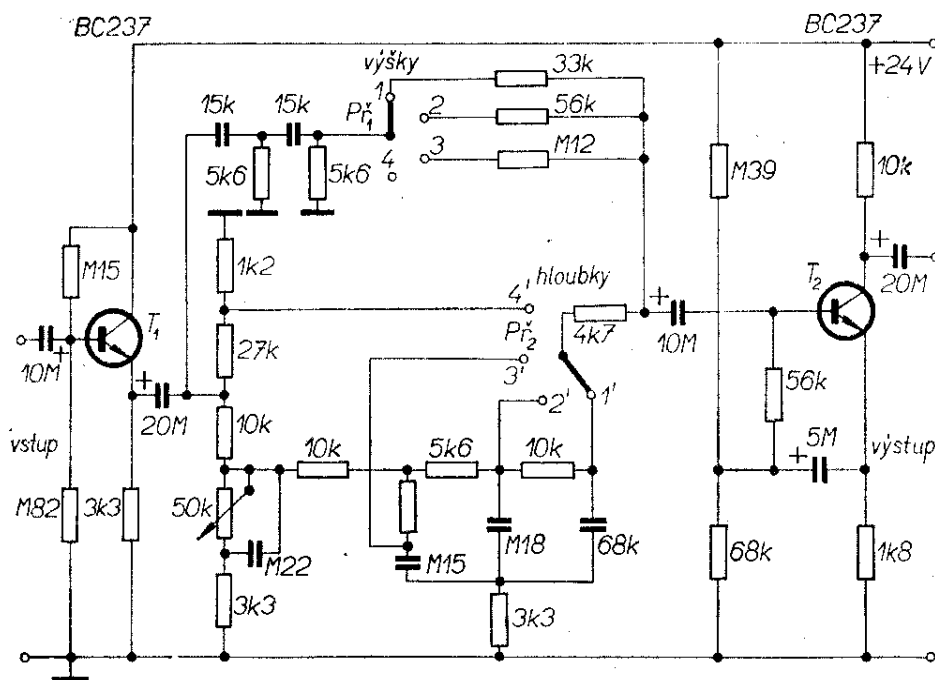 BC237
BC237
výšky
33k
+24V
1
15k
15k
Př1
2
56k
3
M12
4
5k6
5k6
M39
10k
M15
1k2
hloubky
4'
+
T2
20M
T1
Př2
+
4k7
10M
27k
3'
+
10M
+
20M
2'
1'
56k
10k
vstup
10k
5k6
10k
+
5M
výstup
M82
3k3
50k
M22
M15
M18
68k
68k
1k8
3k3
3k3